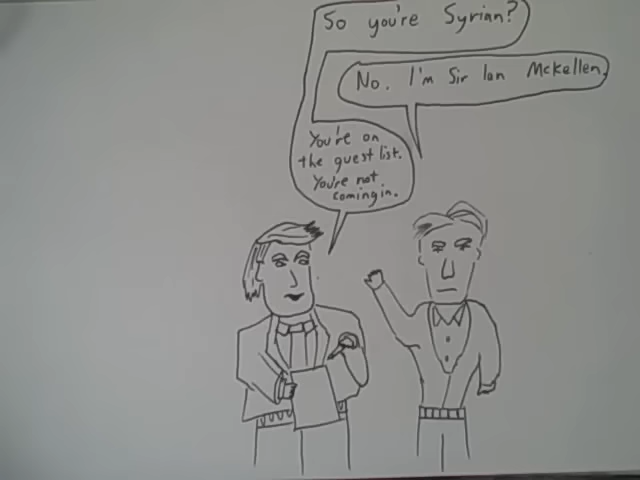 So you're Syrian?
No. I'm Sir Ian Mckellen.
You're on
the guest list.
You're not
coming in.